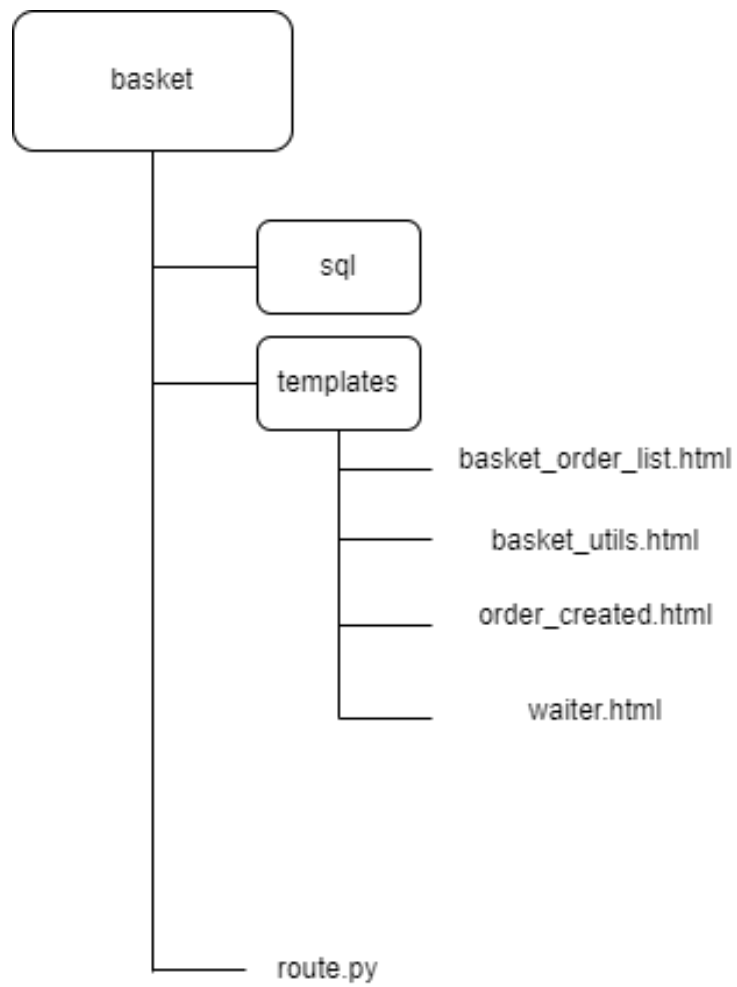 basket
sql
templates
basket_order_list.html
basket_utils.html
order_created.html
waiter.html
route.py